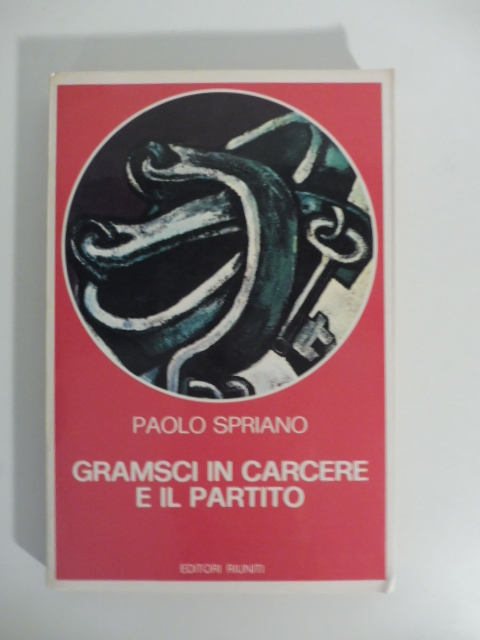 PAOLO SPRIANO
GRAMSCI IN CARCERE
E IL PARTITO
EDITORI RIUNITI